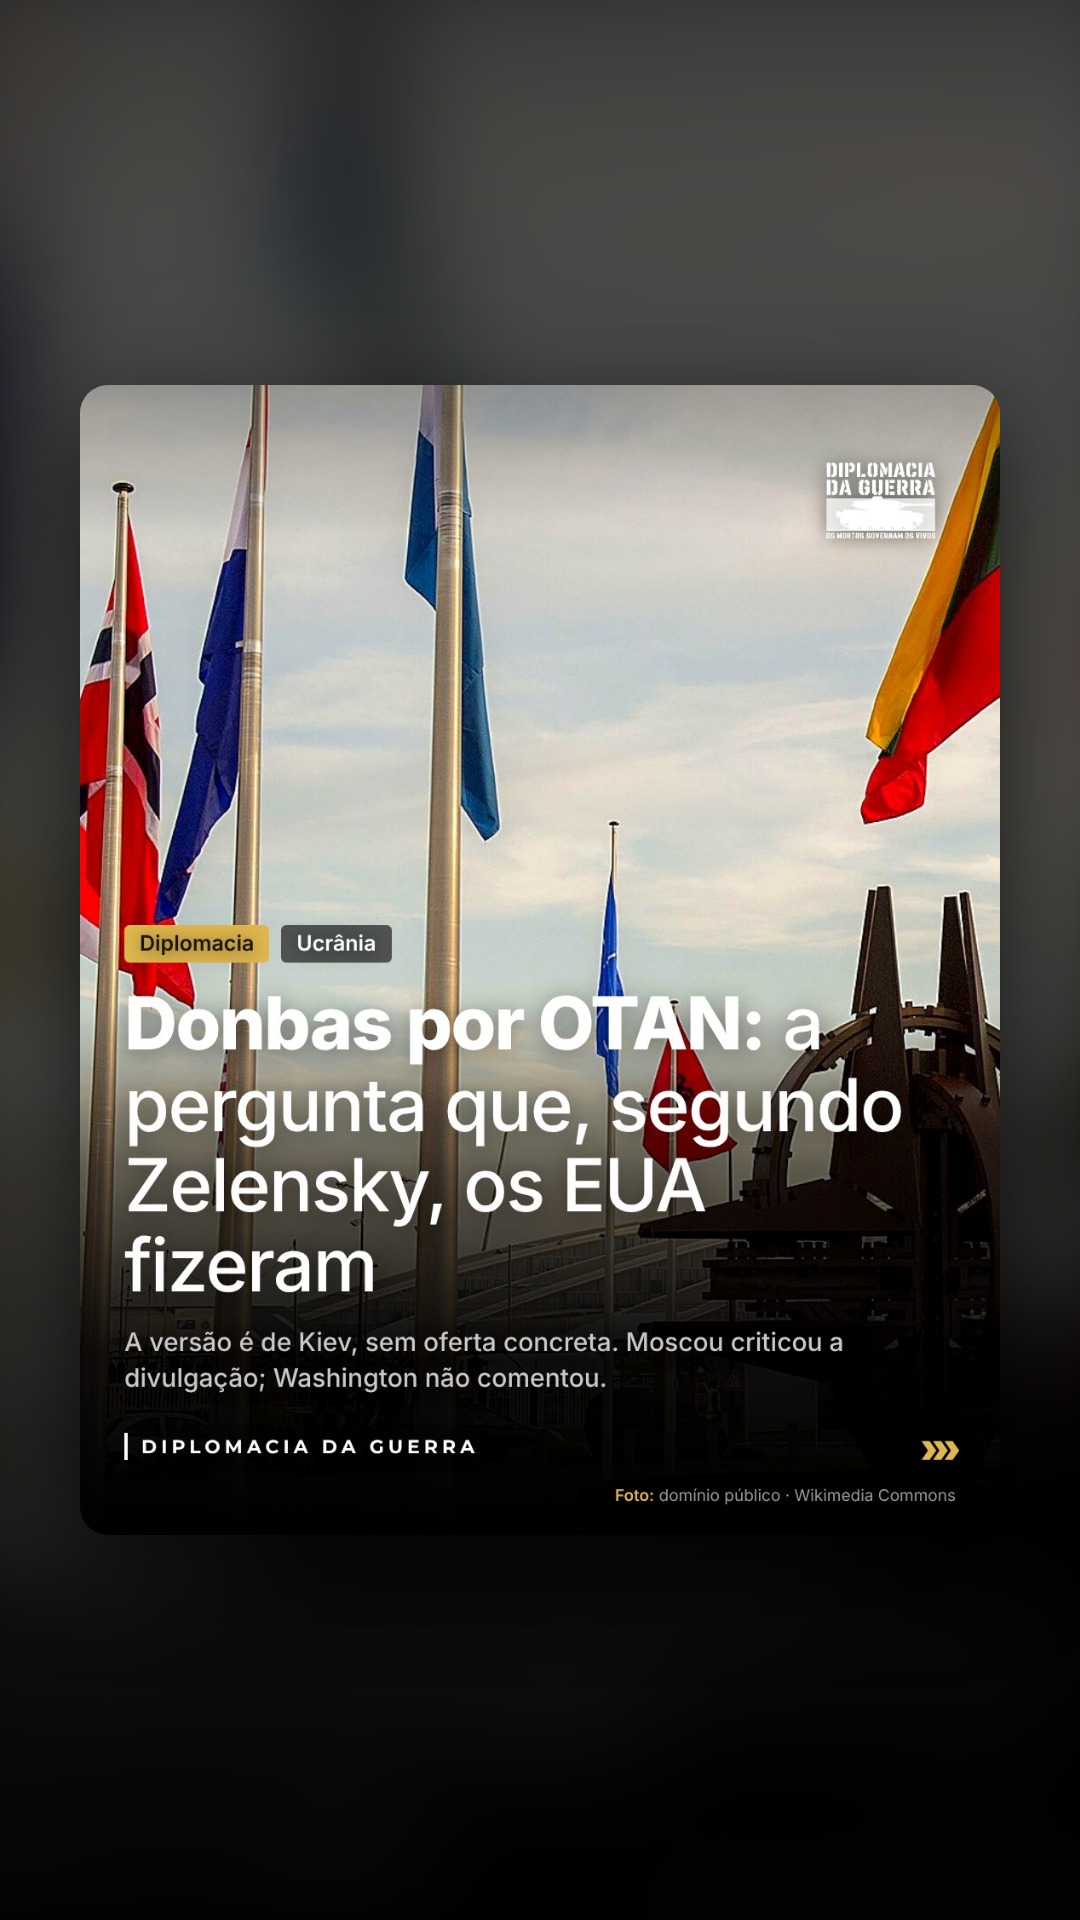 DIPLOMACIA
DA GUERRA
OS MORTOS GOVERNAM OS VIVOS
Diplomacia
Ucrânia
Donbas por OTAN: a
pergunta que, segundo
Zelensky, os EUA
fizeram
A versão é de Kiev, sem oferta concreta. Moscou criticou a
divulgação; Washington não comentou.
DIPLOMACIA DA GUERRA
Foto: domínio público · Wikimedia Commons